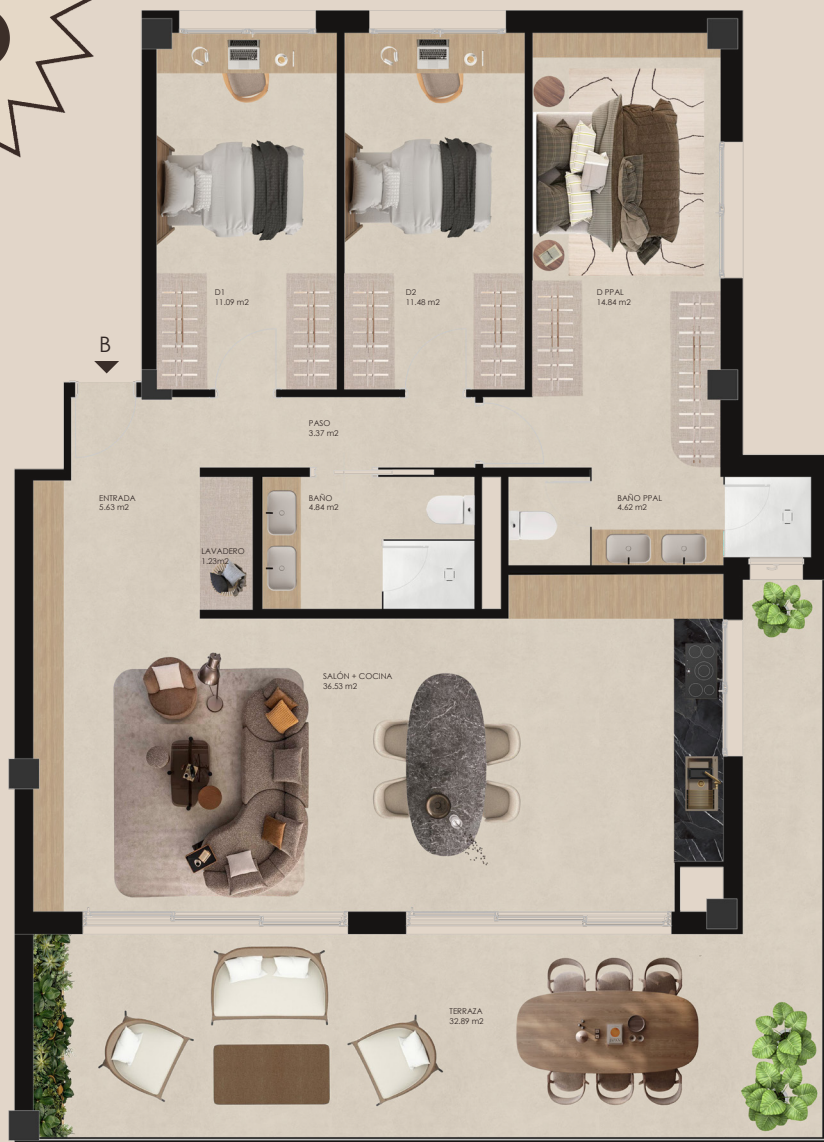 D1
11.09 m2
D2
11.48 m2
D PPAL
14.84 m2
B
PASO
3.37 m2
ENTRADA
5.63 m2
BAÑO
4.84 m2
BAÑO PPAL
4.62 m2
LAVADERO
1.23m2
SALÓN + COCINA
36.53 m2
TERRAZA
32.89 m2